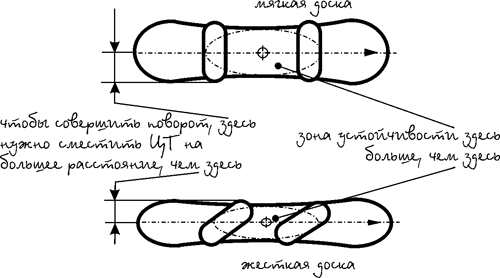 мягкая доска
чтобы совершить поворот, здесь
нужно сместить ЦТ на
большее расстояние, чем здесь
зона устойчивости здесь
больше, чем здесь
жесткая доска